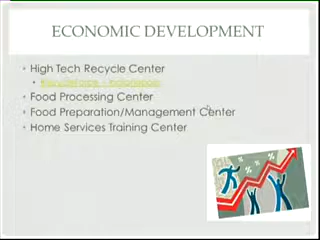 ECONOMIC DEVELOPMENT
High Tech Recycle Center
Food Processing Center
Food Preparation/Management Center
Home Services Training Center
% % %